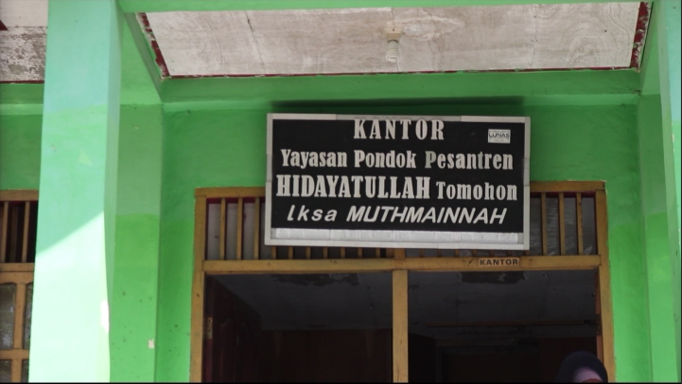 KANTOR
Yayasan Pondok Pesantren
HIDAYATULLAH Tomohon
Lksa MUTHMAINNAH
KANTOR